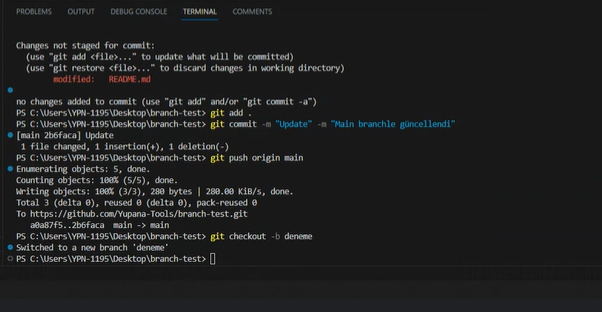 PROBLEMS OUTPUT DEBUG CONSOLE TERMINAL COMMENTS
Changes not staged for commit:
(use "git add <file>..." to update what will be committed)
(use "git restore <file>..." to discard changes in working directory)
modified: README.md
no changes added to commit (use "git add" and/or "git commit -a")
PS C:\Users\YPN-1195\Desktop\branch-test> git add .
PS C:\Users\YPN-1195\Desktop\branch-test> git commit -m "Update" -m "Main branchle güncellendi"
[main 2b6faca] Update
1 file changed, 1 insertion(+), 1 deletion(-)
PS C:\Users\YPN-1195\Desktop\branch-test> git push origin main
Enumerating objects: 5, done.
Counting objects: 100% (5/5), done.
Writing objects: 100% (3/3), 280 bytes | 280.00 KiB/s, done.
Total 3 (delta 0), reused 0 (delta 0), pack-reused 0
To https://github.com/Yupana-Tools/branch-test.git
a0a87f5..2b6faca main -> main
PS C:\Users\YPN-1195\Desktop\branch-test> git checkout -b deneme
Switched to a new branch 'deneme'
PS C:\Users\YPN-1195\Desktop\branch-test>